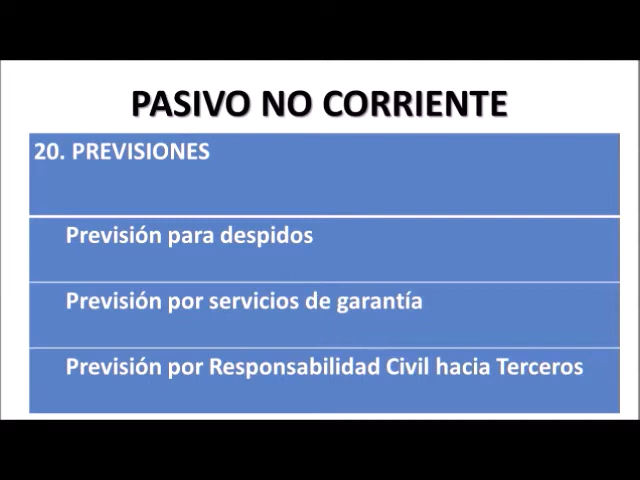 PASIVO NO CORRIENTE
20. PREVISIONES
Previsión para despidos
Previsión por servicios de garantía
Previsión por Responsabilidad Civil hacia Terceros